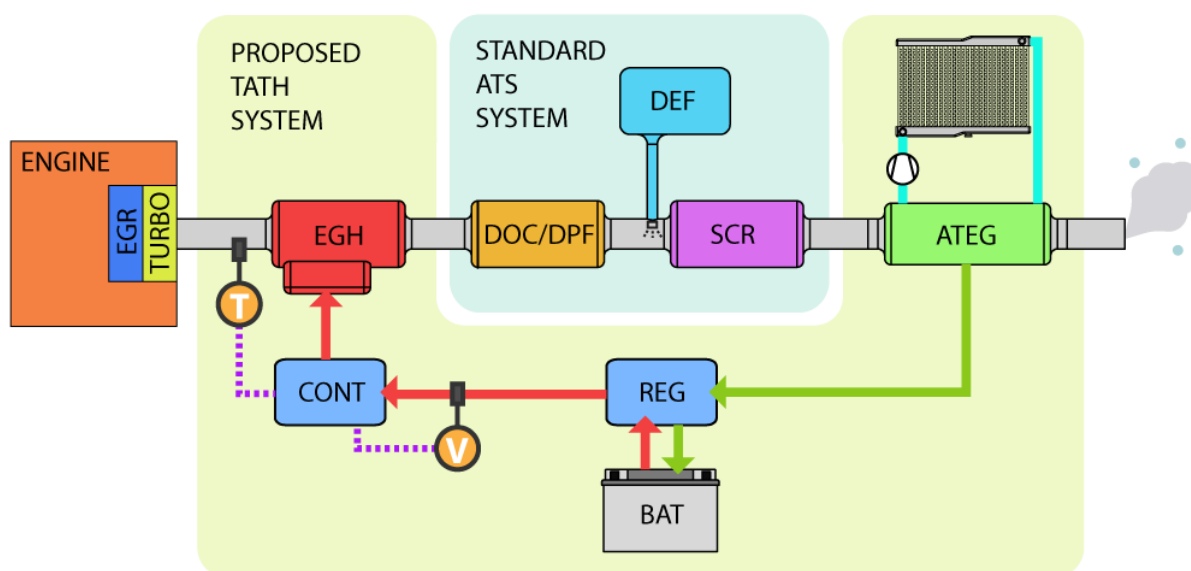 PROPOSED
TATH
SYSTEM
STANDARD
ATS
SYSTEM
DEF
ENGINE
EGR
TURBO
EGH
DOC/DPF
SCR
ATEG
T
CONT
REG
V
BAT